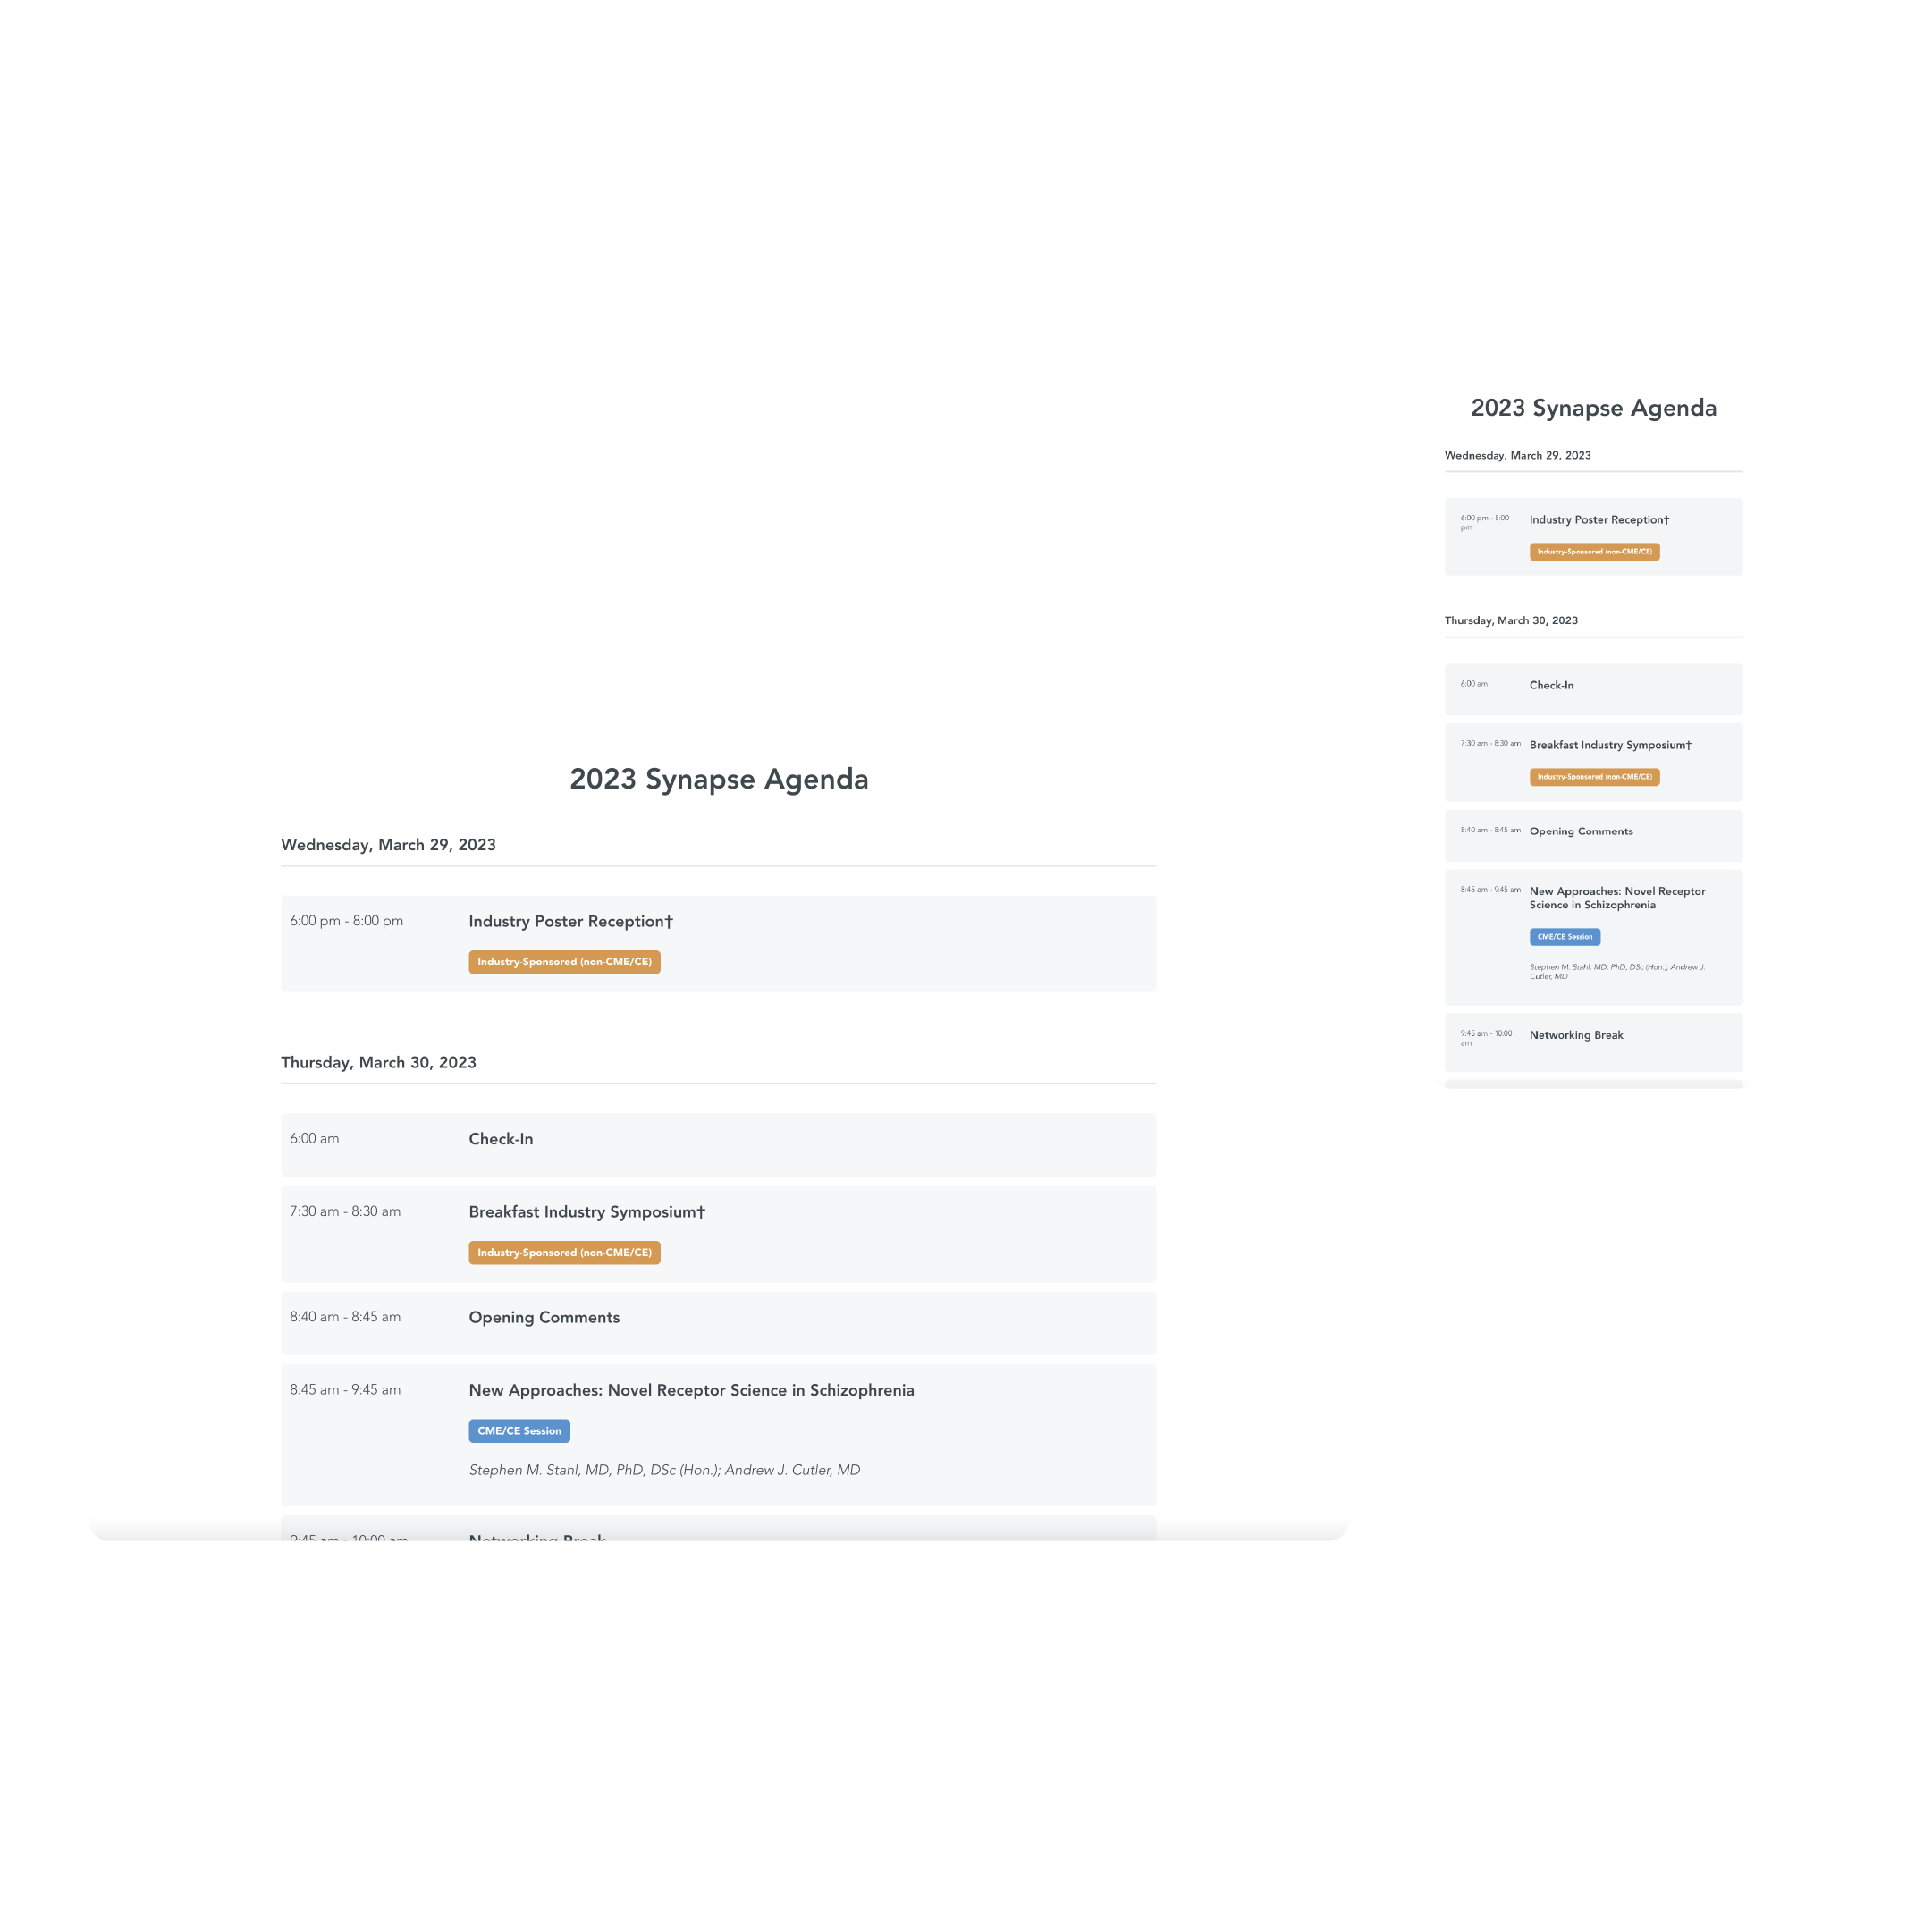 2023 Synapse Agenda
Wednesday, March 29, 2023
6:00 pm - 8:00 pm
Industry Poster Reception†
Industry-Sponsored (non-CME/CE)
Thursday, March 30, 2023
6:00 am
Check-In
7:30 am - 8:30 am
Breakfast Industry Symposium†
Industry-Sponsored (non-CME/CE)
8:40 am - 8:45 am
Opening Comments
8:45 am - 9:45 am
New Approaches: Novel Receptor Science in Schizophrenia
CME/CE Session
Stephen M. Stahl, MD, PhD, DSc (Hon.); Andrew J. Cutler, MD
9:45 am - 10:00 am
Networking Break
2023 Synapse Agenda
Wednesday, March 29, 2023
6:00 pm - 8:00
pm
Industry Poster Reception†
Industry-Sponsored (non-CME/CE)
Thursday, March 30, 2023
6:00 am
Check-In
7:30 am - 8:30 am
Breakfast Industry Symposium†
Industry-Sponsored (non-CME/CE)
8:40 am - 8:45 am
Opening Comments
8:45 am - 9:45 am
New Approaches: Novel Receptor
Science in Schizophrenia
CME/CE Session
Stephen M. Stahl, MD, PhD, DSc (Hon.); Andrew J.
Cutler, MD
9:45 am - 10:00
am
Networking Break